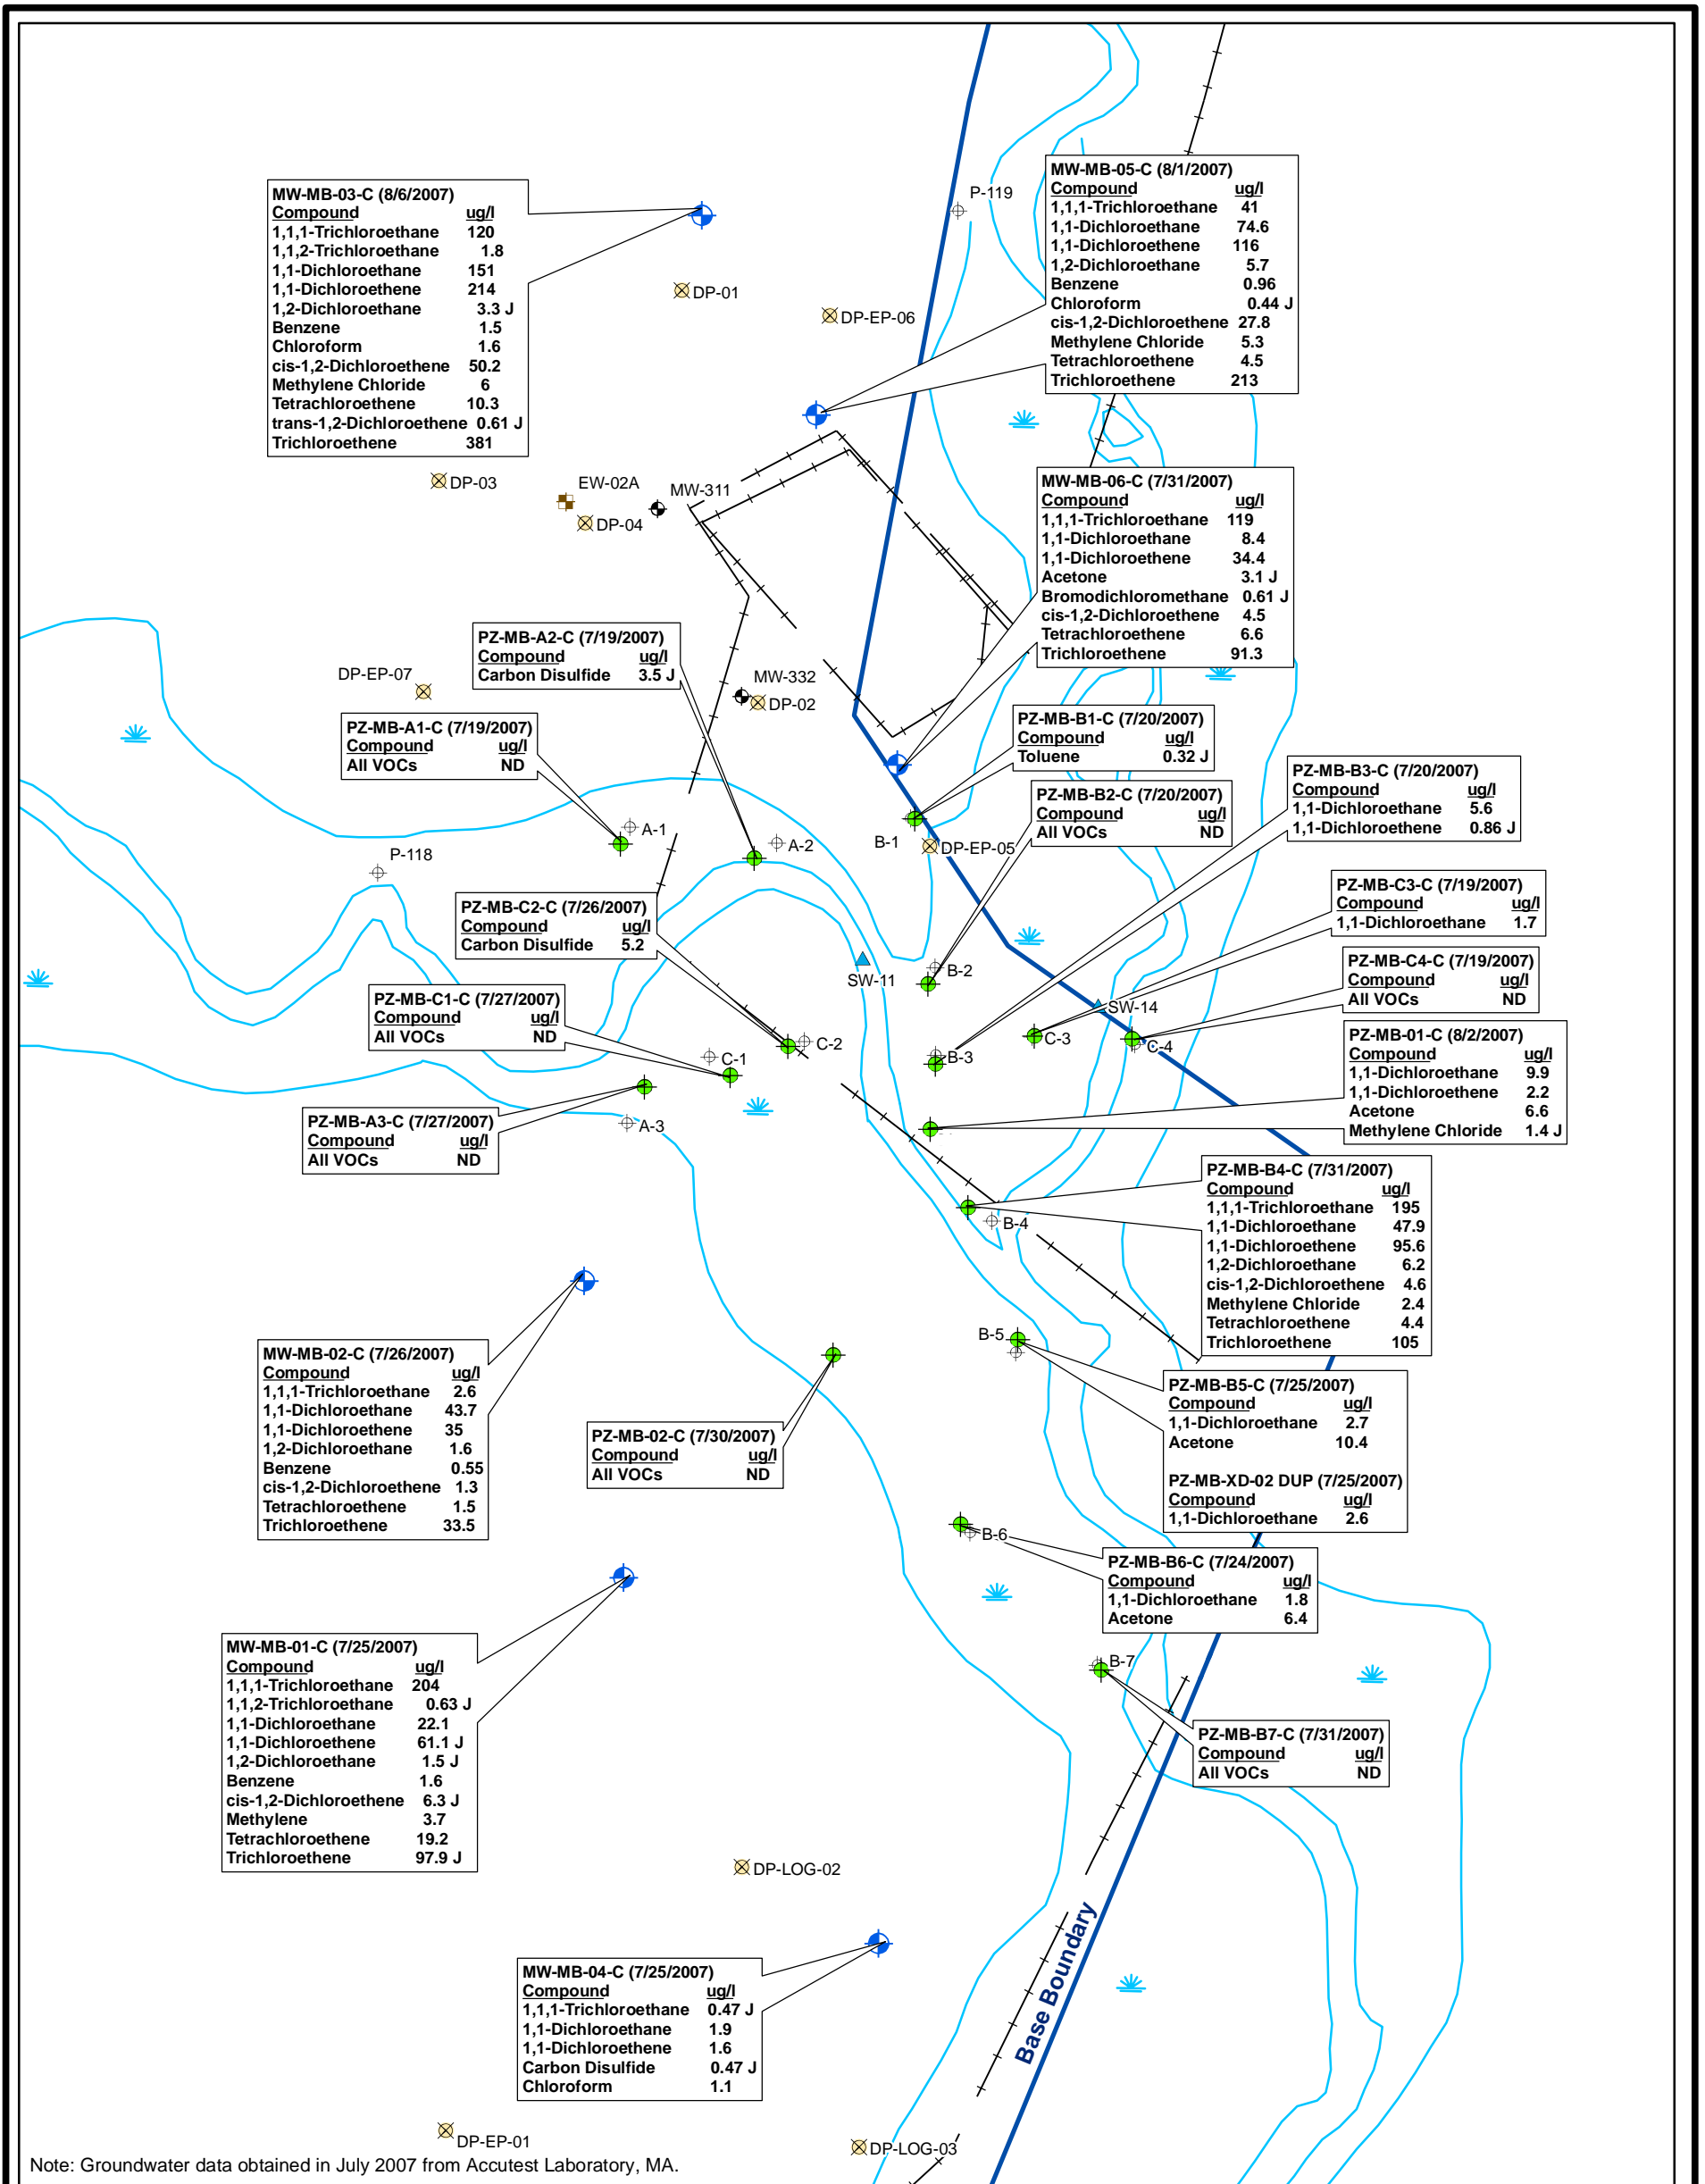 MW-MB-03-C (8/6/2007)
Compound ug/l
1,1,1-Trichloroethane 120
1,1,2-Trichloroethane 1.8
1,1-Dichloroethane 151
1,1-Dichloroethene 214
1,2-Dichloroethane 3.3 J
Benzene 1.5
Chloroform 1.6
cis-1,2-Dichloroethene 50.2
Methylene Chloride 6
Tetrachloroethene 10.3
trans-1,2-Dichloroethene 0.61 J
Trichloroethene 381
MW-MB-05-C (8/1/2007)
Compound ug/l
1,1,1-Trichloroethane 41
1,1-Dichloroethane 74.6
1,1-Dichloroethene 116
1,2-Dichloroethane 5.7
Benzene 0.96
Chloroform 0.44 J
cis-1,2-Dichloroethene 27.8
Methylene Chloride 5.3
Tetrachloroethene 4.5
Trichloroethene 213
P-119
DP-01
DP-EP-06
DP-03
EW-02A
MW-311
DP-04
MW-MB-06-C (7/31/2007)
Compound ug/l
1,1,1-Trichloroethane 119
1,1-Dichloroethane 8.4
1,1-Dichloroethene 34.4
Acetone 3.1 J
Bromodichloromethane 0.61 J
cis-1,2-Dichloroethene 4.5
Tetrachloroethene 6.6
Trichloroethene 91.3
PZ-MB-A2-C (7/19/2007)
Compound ug/l
Carbon Disulfide 3.5 J
DP-EP-07
MW-332
DP-02
PZ-MB-A1-C (7/19/2007)
Compound ug/l
All VOCs ND
PZ-MB-B1-C (7/20/2007)
Compound ug/l
Toluene 0.32 J
PZ-MB-B2-C (7/20/2007)
Compound ug/l
All VOCs ND
PZ-MB-B3-C (7/20/2007)
Compound ug/l
1,1-Dichloroethane 5.6
1,1-Dichloroethene 0.86 J
A-1
A-2
B-1
DP-EP-05
P-118
PZ-MB-C3-C (7/19/2007)
Compound ug/l
1,1-Dichloroethane 1.7
PZ-MB-C2-C (7/26/2007)
Compound ug/l
Carbon Disulfide 5.2
PZ-MB-C4-C (7/19/2007)
Compound ug/l
All VOCs ND
SW-11
B-2
SW-14
PZ-MB-C1-C (7/27/2007)
Compound ug/l
All VOCs ND
PZ-MB-01-C (8/2/2007)
Compound ug/l
1,1-Dichloroethane 9.9
1,1-Dichloroethene 2.2
Acetone 6.6
Methylene Chloride 1.4 J
C-1
C-2
B-3
C-3
C-4
PZ-MB-A3-C (7/27/2007)
Compound ug/l
All VOCs ND
A-3
PZ-MB-B4-C (7/31/2007)
Compound ug/l
1,1,1-Trichloroethane 195
1,1-Dichloroethane 47.9
1,1-Dichloroethene 95.6
1,2-Dichloroethane 6.2
cis-1,2-Dichloroethene 4.6
Methylene Chloride 2.4
Tetrachloroethene 4.4
Trichloroethene 105
B-4
B-5
MW-MB-02-C (7/26/2007)
Compound ug/l
1,1,1-Trichloroethane 2.6
1,1-Dichloroethane 43.7
1,1-Dichloroethene 35
1,2-Dichloroethane 1.6
Benzene 0.55
cis-1,2-Dichloroethene 1.3
Tetrachloroethene 1.5
Trichloroethene 33.5
PZ-MB-02-C (7/30/2007)
Compound ug/l
All VOCs ND
PZ-MB-B5-C (7/25/2007)
Compound ug/l
1,1-Dichloroethane 2.7
Acetone 10.4
PZ-MB-XD-02 DUP (7/25/2007)
Compound ug/l
1,1-Dichloroethane 2.6
B-6
PZ-MB-B6-C (7/24/2007)
Compound ug/l
1,1-Dichloroethane 1.8
Acetone 6.4
MW-MB-01-C (7/25/2007)
Compound ug/l
1,1,1-Trichloroethane 204
1,1,2-Trichloroethane 0.63 J
1,1-Dichloroethane 22.1
1,1-Dichloroethene 61.1 J
1,2-Dichloroethane 1.5 J
Benzene 1.6
cis-1,2-Dichloroethene 6.3 J
Methylene 3.7
Tetrachloroethene 19.2
Trichloroethene 97.9 J
B-7
PZ-MB-B7-C (7/31/2007)
Compound ug/l
All VOCs ND
DP-LOG-02
MW-MB-04-C (7/25/2007)
Compound ug/l
1,1,1-Trichloroethane 0.47 J
1,1-Dichloroethane 1.9
1,1-Dichloroethene 1.6
Carbon Disulfide 0.47 J
Chloroform 1.1
Base Boundary
DP-EP-01
DP-LOG-03
Note: Groundwater data obtained in July 2007 from Accutest Laboratory, MA.